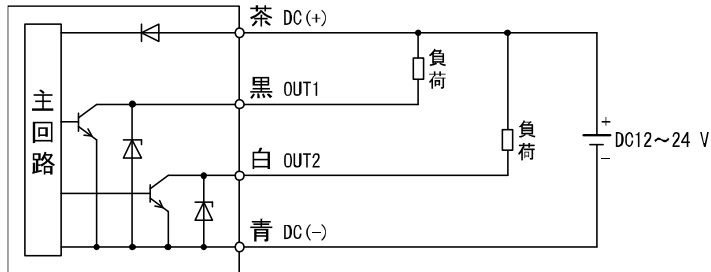 茶 DC(+)
主回路
負荷
黒 OUT1
負荷
+
DC12～24 V
−
白 OUT2
青 DC(−)